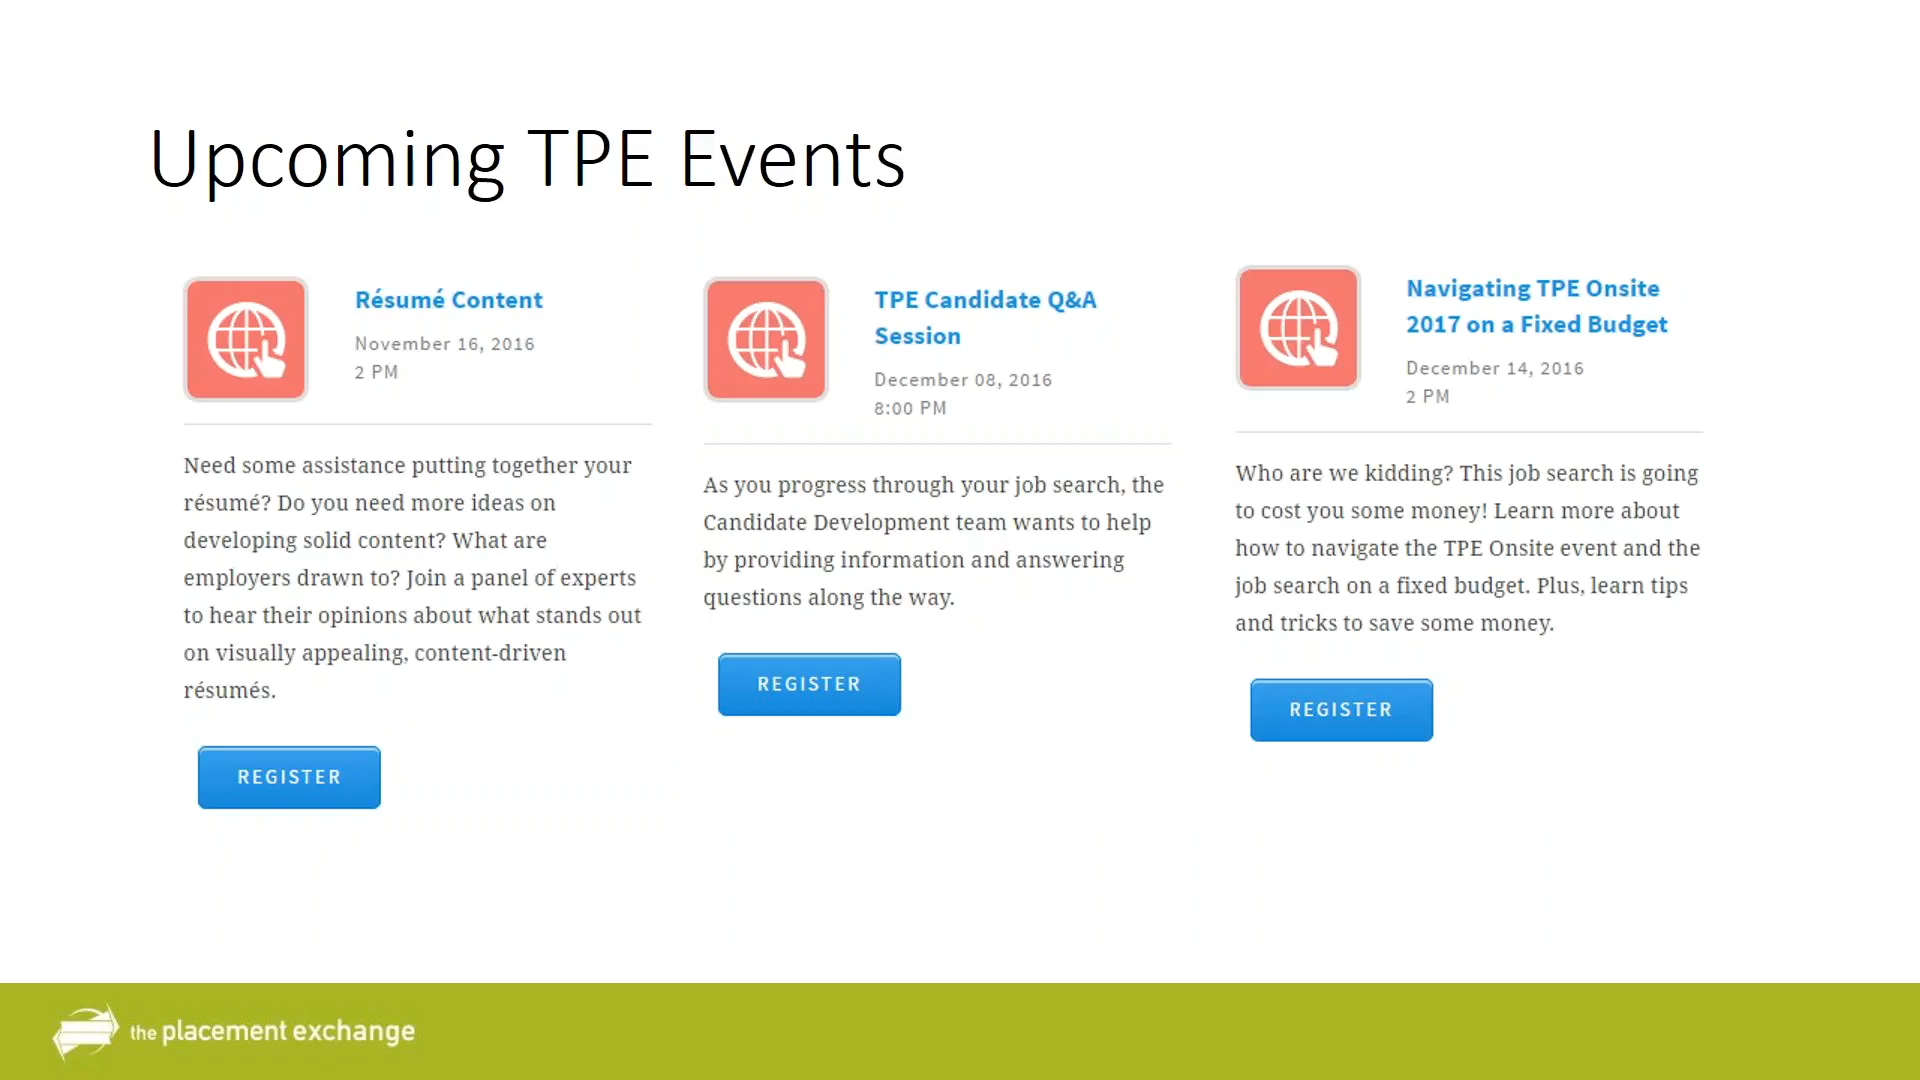 Upcoming TPE Events
Résumé Content
November 16, 2016
2 PM
Need some assistance putting together your
résumé? Do you need more ideas on
developing solid content? What are
employers drawn to? Join a panel of experts
to hear their opinions about what stands out
on visually appealing, content-driven
résumés.
REGISTER
TPE Candidate Q&A
Session
December 08, 2016
8:00 PM
As you progress through your job search, the
Candidate Development team wants to help
by providing information and answering
questions along the way.
REGISTER
Navigating TPE Onsite
2017 on a Fixed Budget
December 14, 2016
2 PM
Who are we kidding? This job search is going
to cost you some money! Learn more about
how to navigate the TPE Onsite event and the
job search on a fixed budget. Plus, learn tips
and tricks to save some money.
REGISTER
the placement exchange